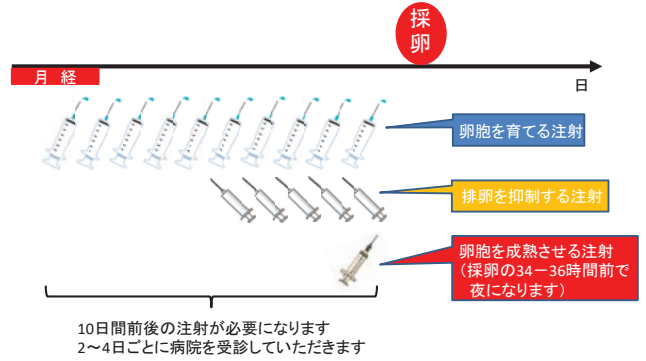 採
卵
月 経
日
卵胞を育てる注射
排卵を抑制する注射
卵胞を成熟させる注射
（採卵の34－36時間前で
夜になります）
10日間前後の注射が必要になります
2～4日ごとに病院を受診していただきます